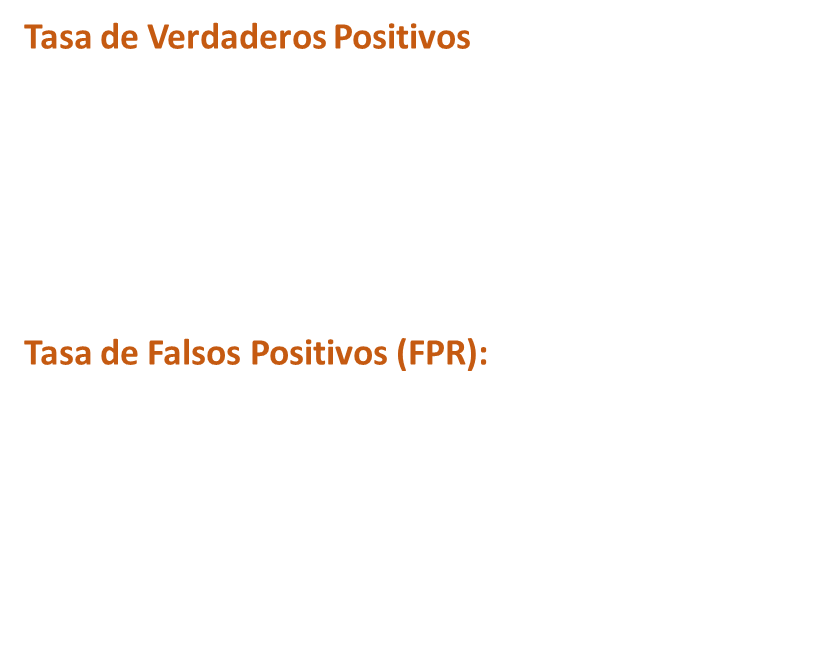 Tasa de Verdaderos Positivos
Tasa de Falsos Positivos (FPR):